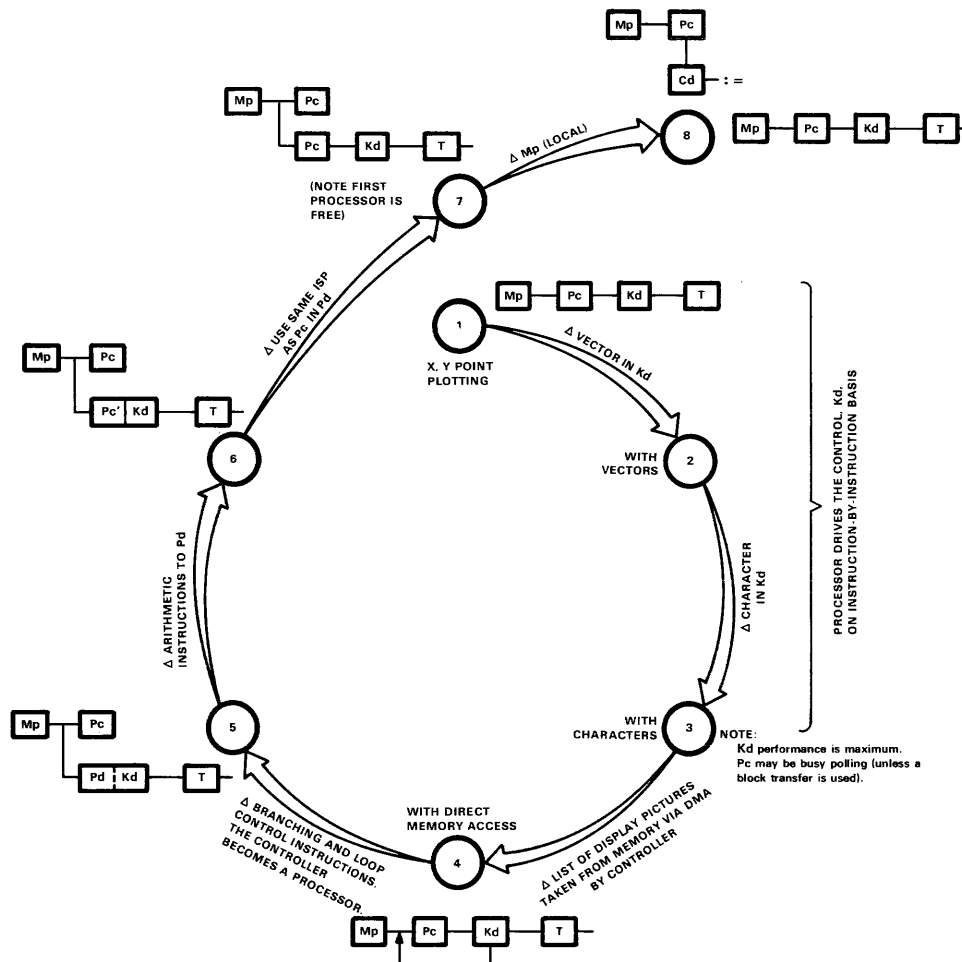 Mp
Pc
Cd
: =
Mp
Pc
Pc
Kd
T
Δ Mp (LOCAL)
8
Mp
Pc
Kd
T
(NOTE FIRST
PROCESSOR IS
FREE)
7
Δ USE SAME ISP
AS Pc IN Pd
Mp
Pc
Kd
T
1
X, Y POINT
PLOTTING
Δ VECTOR IN Kd
Mp
Pc
Pc'
Kd
T
6
WITH
VECTORS
2
PROCESSOR DRIVES THE CONTROL, Kd,
ON INSTRUCTION-BY-INSTRUCTION BASIS
Δ ARITHMETIC
INSTRUCTIONS TO Pd
Δ CHARACTER
IN Kd
Mp
Pc
Pd
Kd
T
5
WITH
CHARACTERS
3
NOTE:
Kd performance is maximum.
Pc may be busy polling (unless a
block transfer is used).
Δ BRANCHING AND LOOP
CONTROL INSTRUCTIONS.
THE CONTROLLER
BECOMES A PROCESSOR.
WITH DIRECT
MEMORY ACCESS
4
Δ LIST OF DISPLAY PICTURES
TAKEN FROM MEMORY VIA DMA
BY CONTROLLER
Mp
Pc
Kd
T